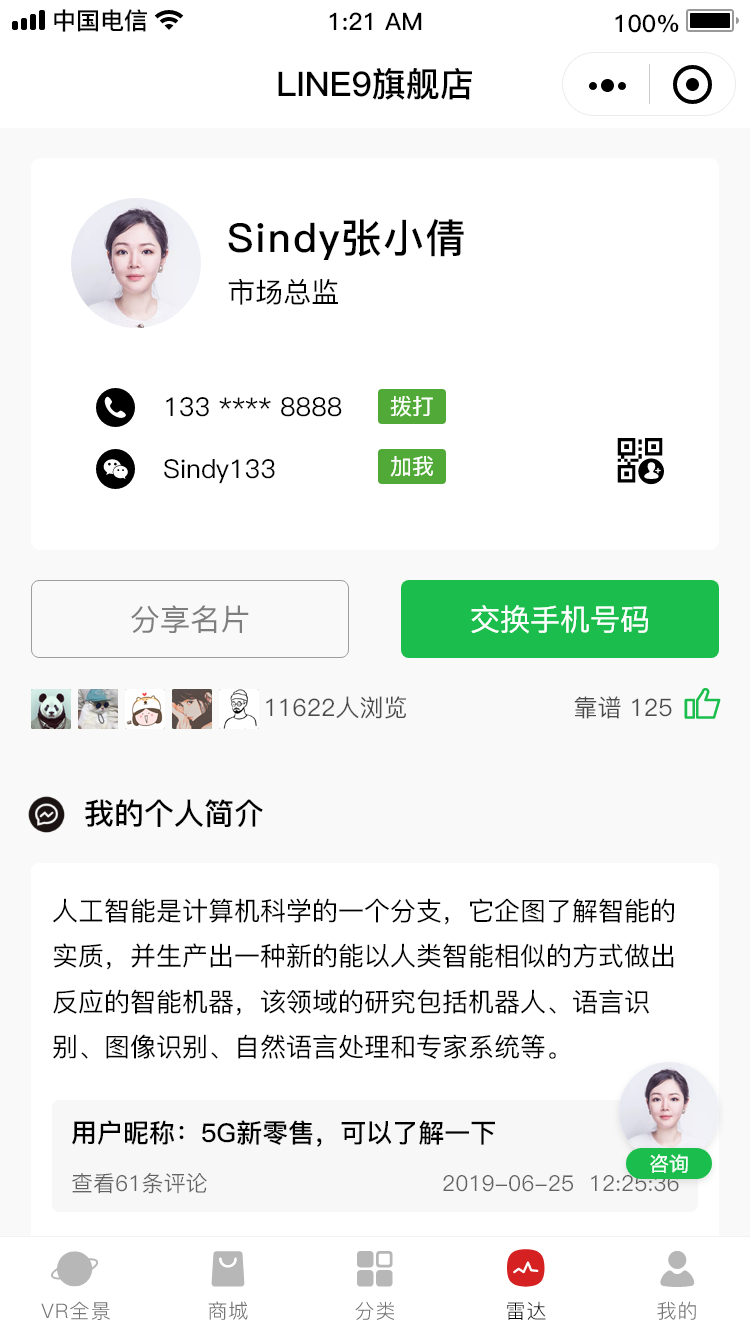 中国电信
1:21 AM
100%
LINE9旗舰店
Sindy张小倩
市场总监
133 **** 8888
拨打
Sindy133
加我
分享名片
交换手机号码
11622人浏览
靠谱 125
我的个人简介
人工智能是计算机科学的一个分支，它企图了解智能的
实质，并生产出一种新的能以人类智能相似的方式做出
反应的智能机器，该领域的研究包括机器人、语言识
别、图像识别、自然语言处理和专家系统等。
用户昵称：5G新零售，可以了解一下
咨询
查看61条评论
2019-06-25 12:25:36
VR全景
商城
分类
雷达
我的